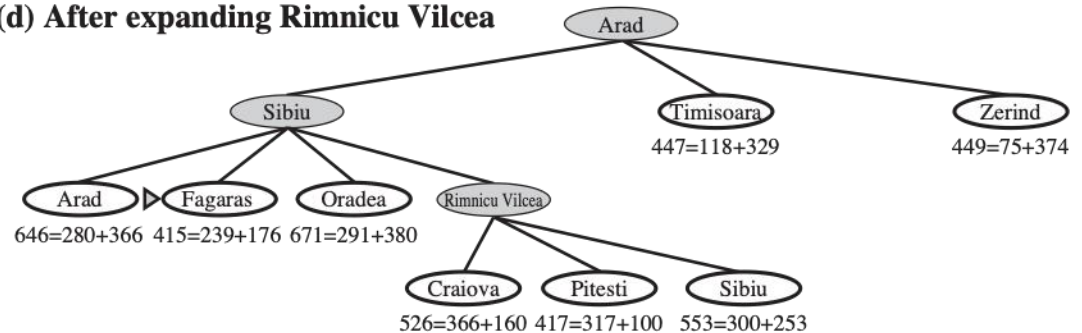 (d) After expanding Rimnicu Vilcea
Arad
Sibiu
Timisoara
Zerind
447=118+329
449=75+374
Arad
Fagaras
Oradea
Rimnicu Vilcea
646=280+366
415=239+176
671=291+380
Craiova
Pitesti
Sibiu
526=366+160
417=317+100
553=300+253